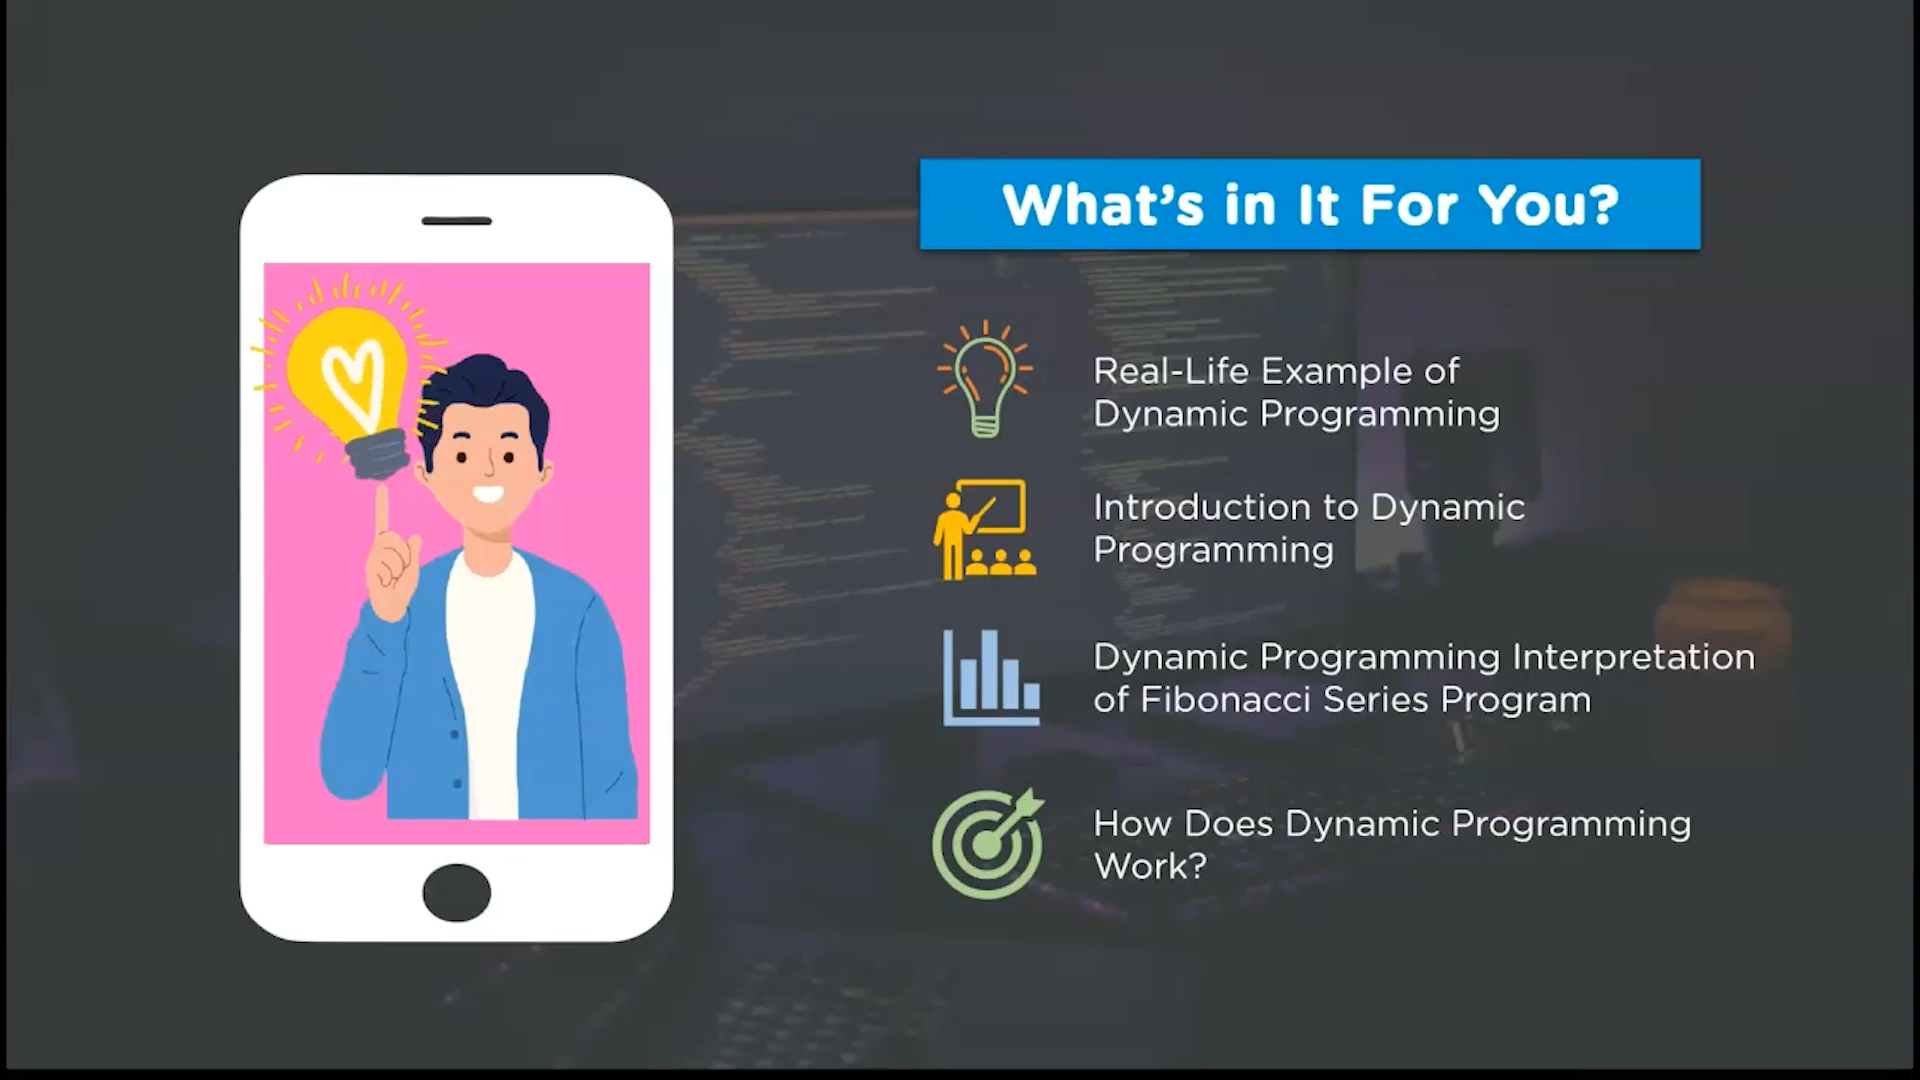 What's in It For You?
Real-Life Example of
Dynamic Programming
Introduction to Dynamic
Programming
Dynamic Programming Interpretation
of Fibonacci Series Program
How Does Dynamic Programming
Work?